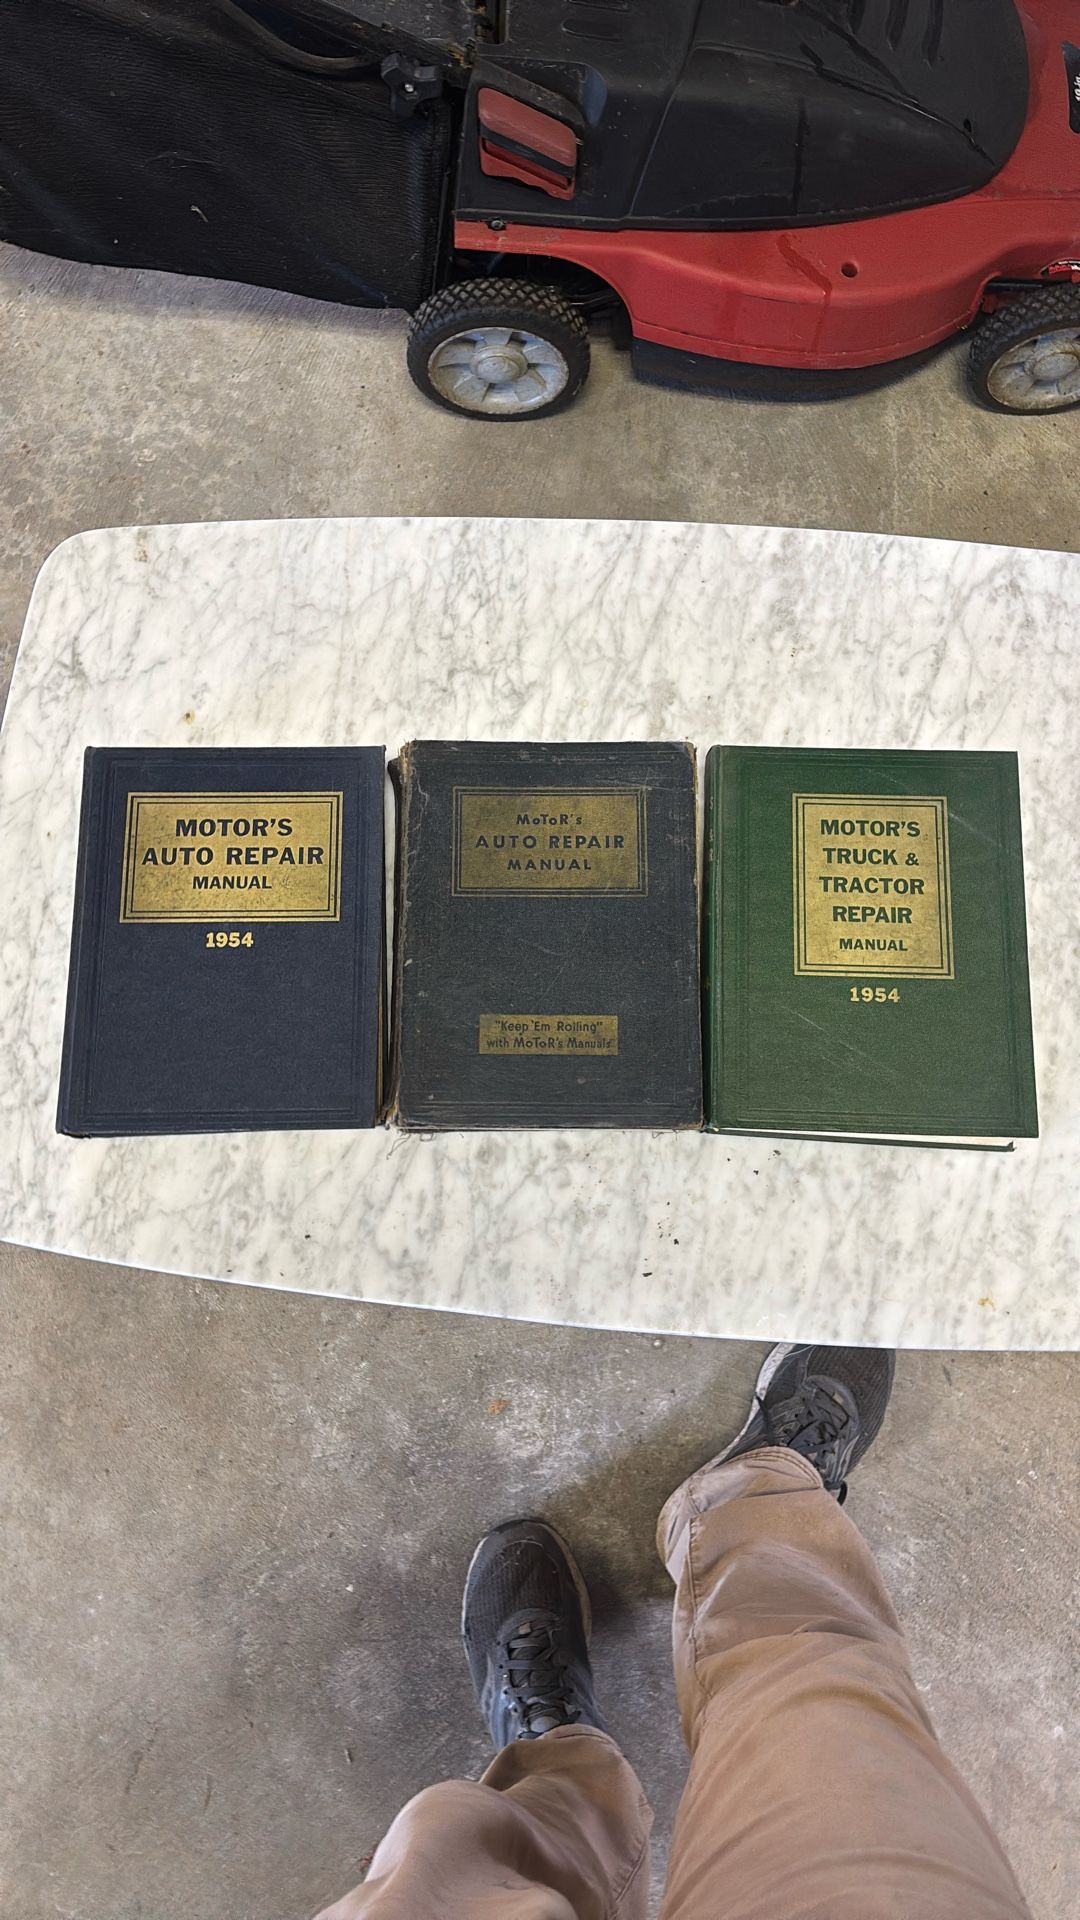 MOTOR'S
AUTO REPAIR
MANUAL
1954
MoToR's
AUTO REPAIR
MANUAL
"Keep 'Em Rolling"
with MoToR's Manuals
MOTOR'S
TRUCK &
TRACTOR
REPAIR
MANUAL
1954